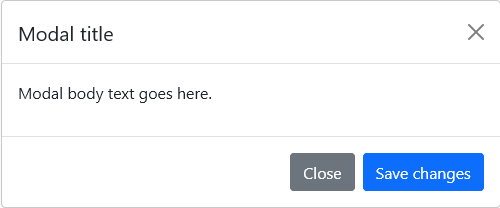 Modal title
Modal body text goes here.
Close
Save changes